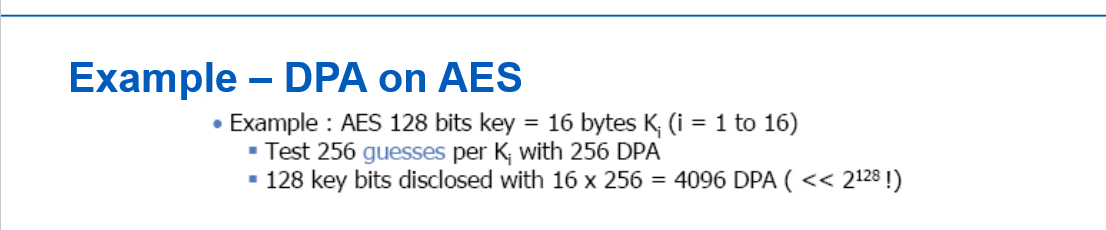 Example – DPA on AES
• Example : AES 128 bits key = 16 bytes Kᵢ (i = 1 to 16)
▪ Test 256 guesses per Kᵢ with 256 DPA
▪ 128 key bits disclosed with 16 x 256 = 4096 DPA ( << 2¹²⁸ !)